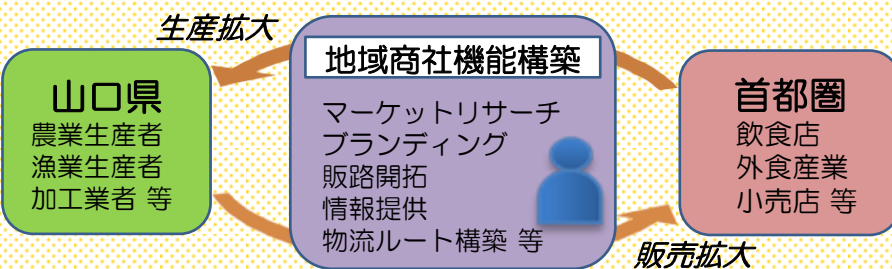 生産拡大
山口県
農業生産者
漁業生産者
加工業者 等
地域商社機能構築
マーケットリサーチ
ブランディング
販路開拓
情報提供
物流ルート構築 等
首都圏
飲食店
外食産業
小売店 等
販売拡大